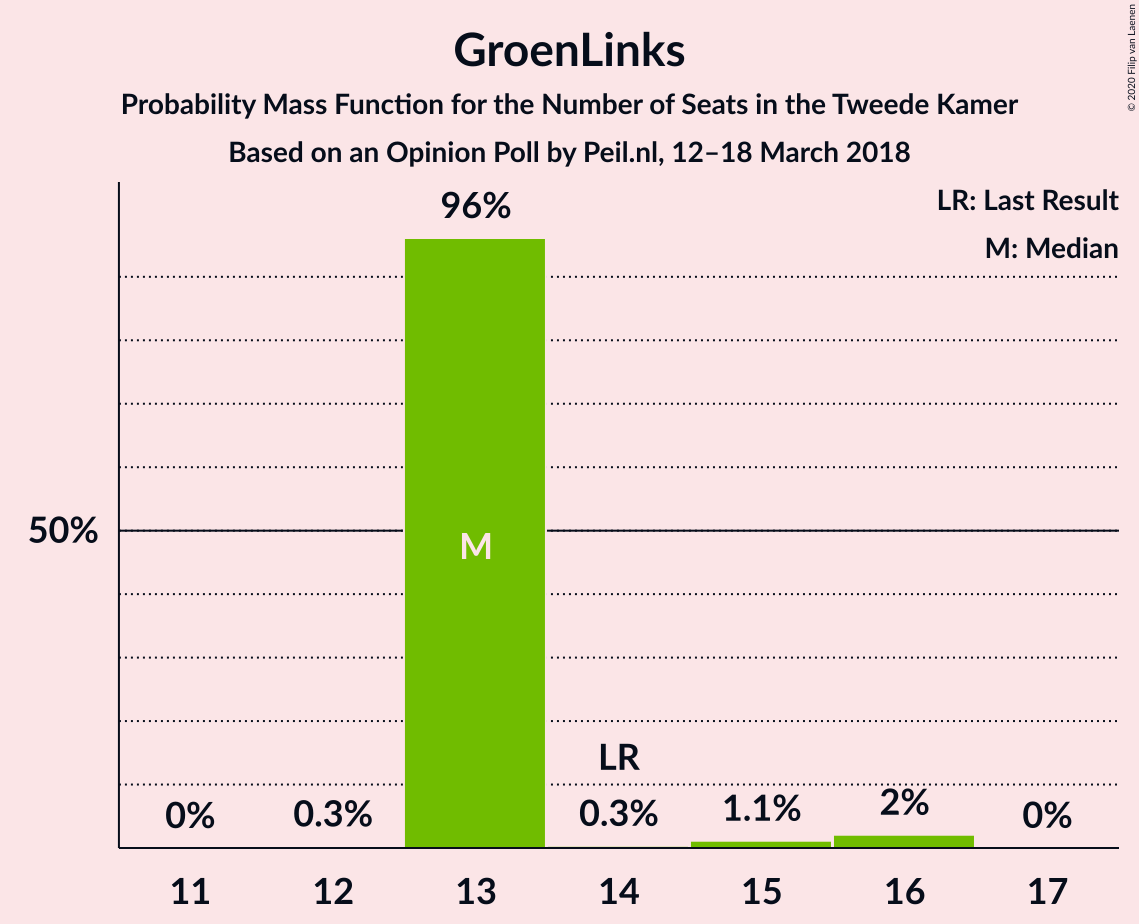 GroenLinks
Probability Mass Function for the Number of Seats in the Tweede Kamer
Based on an Opinion Poll by Peil.nl, 12–18 March 2018
© 2020 Filip van Laenen
LR: Last Result
M: Median
96%
50%
M
LR
0%
0.3%
0.3%
1.1%
2%
0%
11 12 13 14 15 16 17